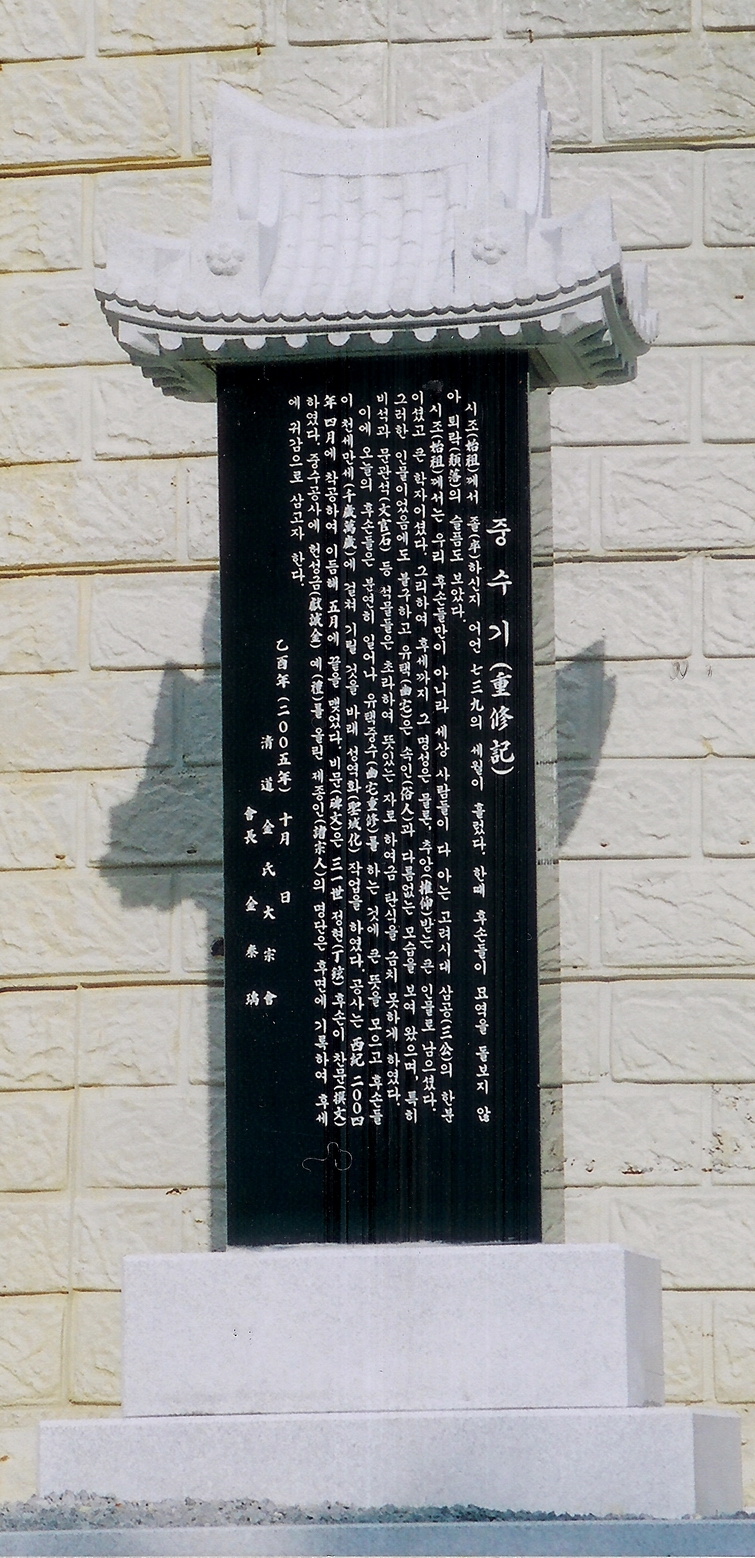 중수기(重修記)
시조(始祖)께서 졸(卒)하신지 어언 七三九의 세월이 흘렀다. 한때 후손들이 묘역을 돌보지 않
아 퇴락(頹落)의 슬픔도 보았다.
시조(始祖)께서는 우리 후손들만이 아니라 세상 사람들이 다 아는 고려시대 삼공(三公)의 한분
이셨고 큰 학자이셨다. 그리하여 후세까지 그 명성은 물론, 추앙(推仰)받는 큰 인물로 남으셨다.
그러한 인물이었음에도 불구하고 유택(幽宅)은 속인(俗人)과 다름없는 모습을 보여 왔으며, 특히
비석과 문관석(文官石) 등 석물들은 초라하여 뜻있는 자로 하여금 탄식을 금치 못하게 하였다.
이에 오늘의 후손들은 분연히 일어나 유택중수(幽宅重修)를 하는 것에 큰 뜻을 모으고 후손들
이 천세만세(千歲萬歲)에 걸쳐 기릴 것을 바래 성역화(聖域化) 작업을 하였다. 공사는 西紀 二00四
年 四月에 착공하여 이듬해 五月에 끝을 맺었다. 비문(碑文)은 三一世 정현(丁鉉) 후손이 찬문(撰文)
하였다. 중수공사에 헌성금(獻誠金) 예(禮)를 올린 제종인(諸宗人)의 명단은 후면에 기록하여 후세
에 귀감으로 삼고자 한다.
乙酉年(二00五年) 十月 日
淸道金氏大宗會
會長 金泰